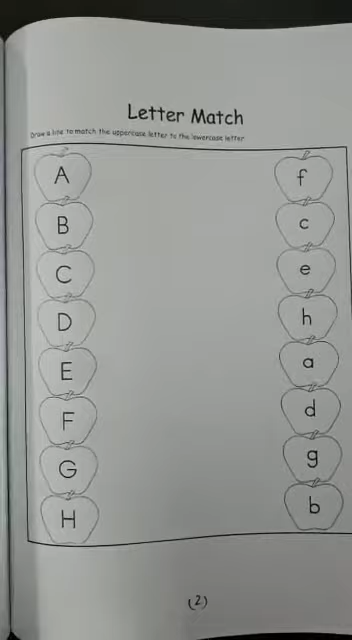 Letter Match
Draw a line to match the uppercase letter to the lowercase letter
A f
B c
C e
D h
E a
F d
G g
H b
(2)